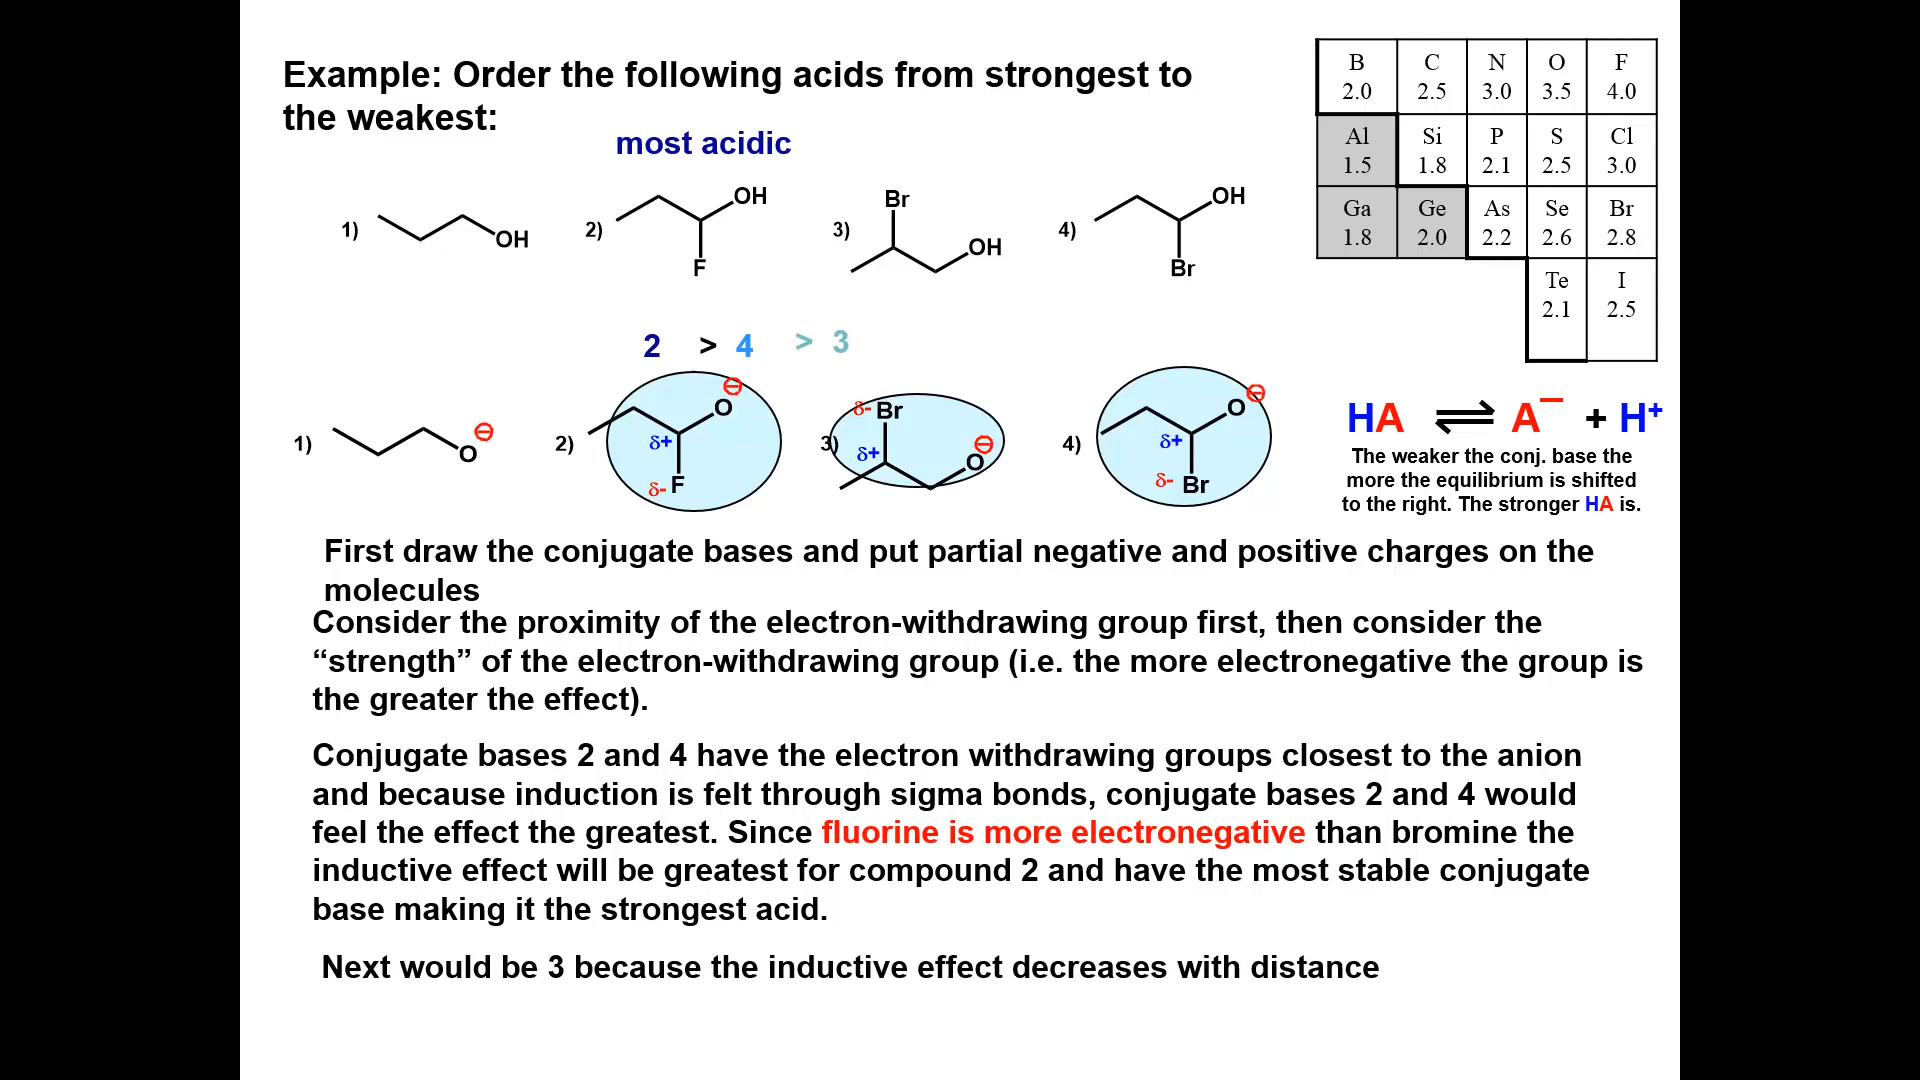 Example: Order the following acids from strongest to
the weakest:
most acidic
B C N O F
2.0 2.5 3.0 3.5 4.0
Al Si P S Cl
1.5 1.8 2.1 2.5 3.0
Ga Ge As Se Br
1.8 2.0 2.2 2.6 2.8
Te I
2.1 2.5
1) OH
2) OH F
3) Br OH
4) OH Br
2 > 4 > 3
1) O ⊖
2) O ⊖ δ+ δ- F
3) δ- Br δ+ O ⊖
4) O ⊖ δ+ δ- Br
HA ⇌ A⁻ + H⁺
The weaker the conj. base the
more the equilibrium is shifted
to the right. The stronger HA is.
First draw the conjugate bases and put partial negative and positive charges on the
molecules
Consider the proximity of the electron-withdrawing group first, then consider the
“strength” of the electron-withdrawing group (i.e. the more electronegative the group is
the greater the effect).
Conjugate bases 2 and 4 have the electron withdrawing groups closest to the anion
and because induction is felt through sigma bonds, conjugate bases 2 and 4 would
feel the effect the greatest. Since fluorine is more electronegative than bromine the
inductive effect will be greatest for compound 2 and have the most stable conjugate
base making it the strongest acid.
Next would be 3 because the inductive effect decreases with distance